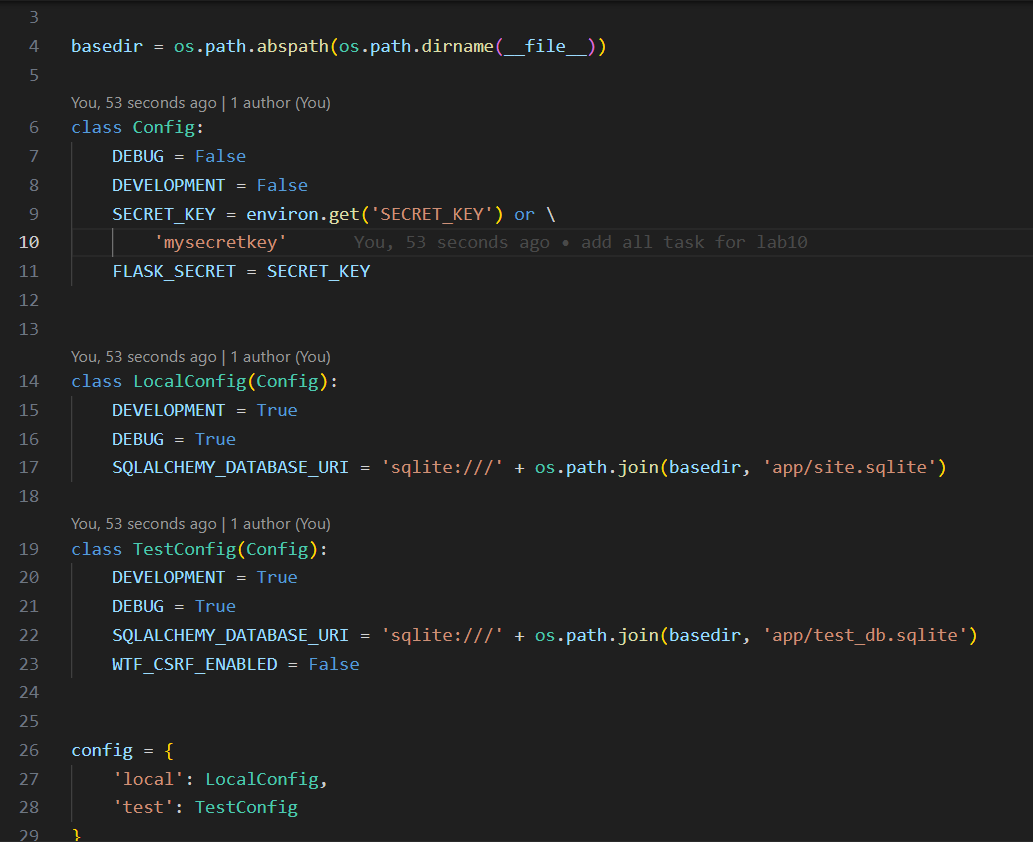 3
4 basedir = os.path.abspath(os.path.dirname(__file__))
5
You, 53 seconds ago | 1 author (You)
6 class Config:
7     DEBUG = False
8     DEVELOPMENT = False
9     SECRET_KEY = environ.get('SECRET_KEY') or \
10         'mysecretkey'     You, 53 seconds ago • add all task for lab10
11     FLASK_SECRET = SECRET_KEY
12
13
You, 53 seconds ago | 1 author (You)
14 class LocalConfig(Config):
15     DEVELOPMENT = True
16     DEBUG = True
17     SQLALCHEMY_DATABASE_URI = 'sqlite:///' + os.path.join(basedir, 'app/site.sqlite')
18
You, 53 seconds ago | 1 author (You)
19 class TestConfig(Config):
20     DEVELOPMENT = True
21     DEBUG = True
22     SQLALCHEMY_DATABASE_URI = 'sqlite:///' + os.path.join(basedir, 'app/test_db.sqlite')
23     WTF_CSRF_ENABLED = False
24
25
26 config = {
27     'local': LocalConfig,
28     'test': TestConfig
29 }